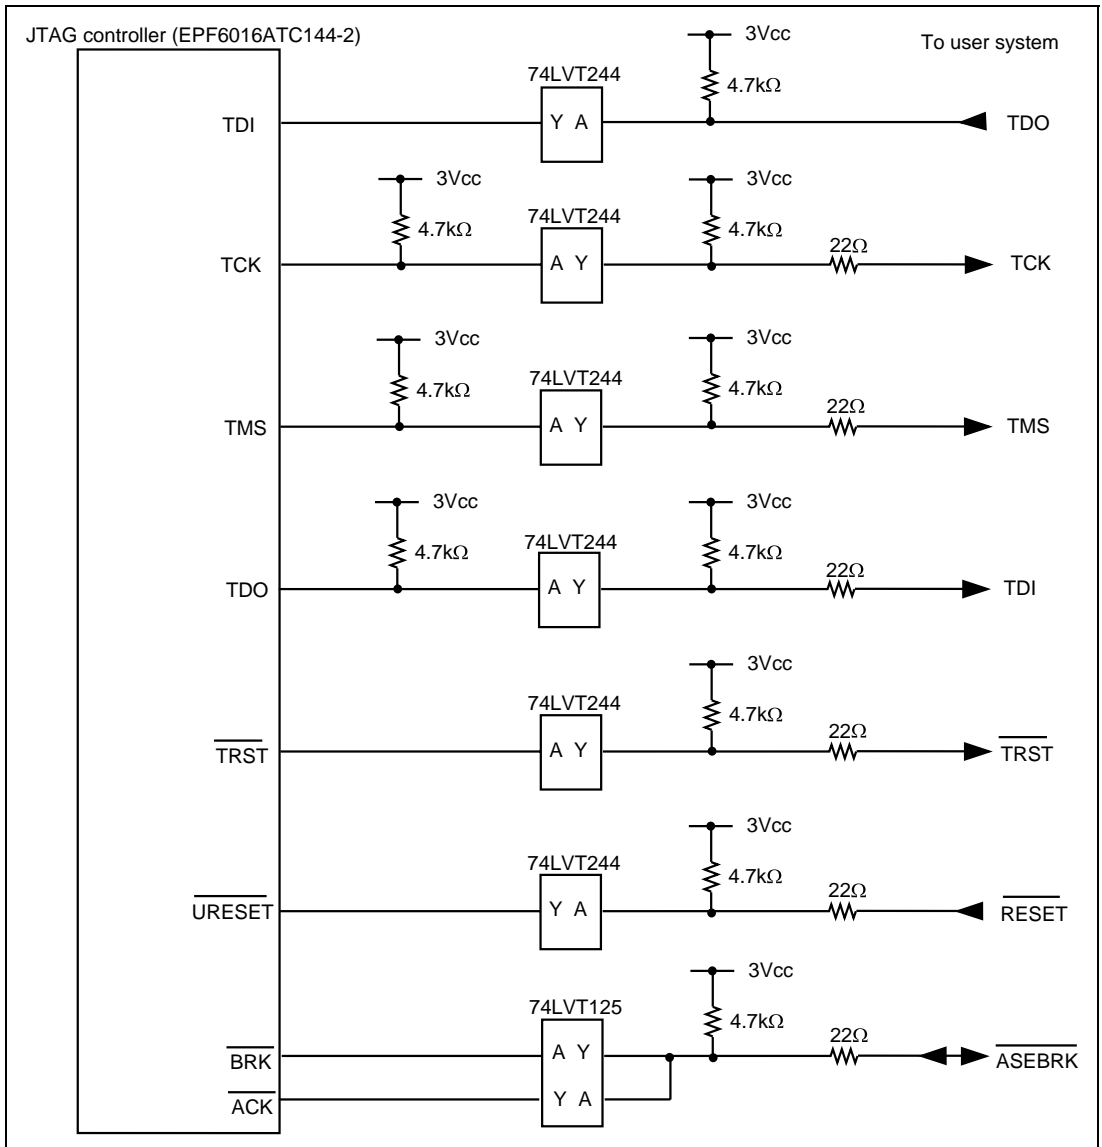 JTAG controller (EPF6016ATC144-2)
To user system
3Vcc
74LVT244
4.7kΩ
TDI
Y A
TDO
3Vcc
3Vcc
74LVT244
4.7kΩ
4.7kΩ
22Ω
TCK
A Y
TCK
3Vcc
3Vcc
74LVT244
4.7kΩ
4.7kΩ
22Ω
TMS
A Y
TMS
3Vcc
3Vcc
74LVT244
4.7kΩ
4.7kΩ
22Ω
TDO
A Y
TDI
3Vcc
74LVT244
4.7kΩ
22Ω
TRST
A Y
TRST
3Vcc
74LVT244
4.7kΩ
22Ω
URESET
Y A
RESET
3Vcc
74LVT125
4.7kΩ
22Ω
BRK
A Y
ASEBRK
ACK
Y A